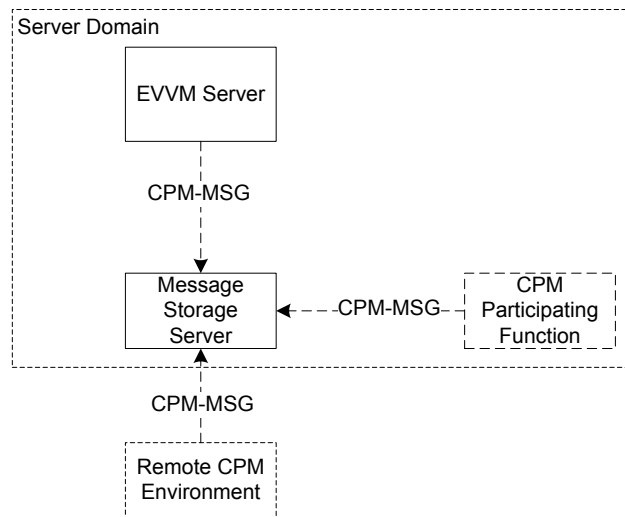 Server Domain
EVVM Server
CPM-MSG
Message
Storage
Server
CPM-MSG
CPM
Participating
Function
CPM-MSG
Remote CPM
Environment